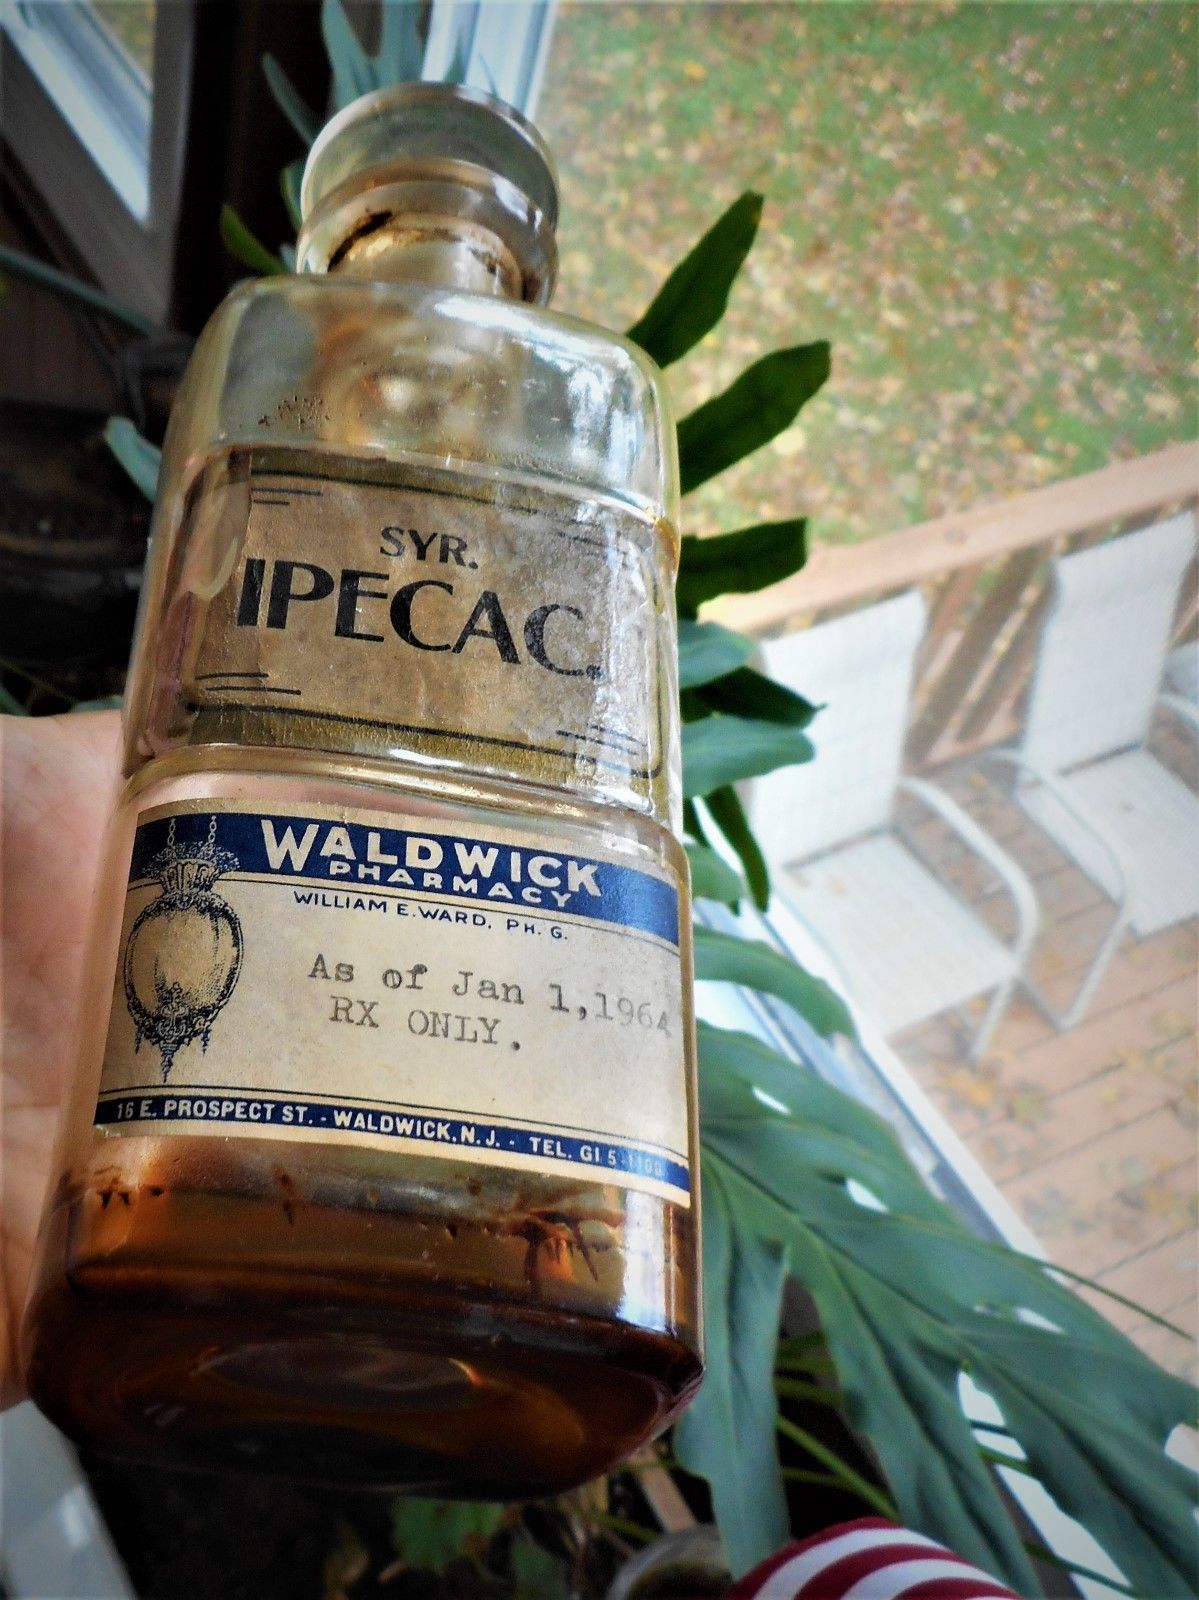 SYR.
IPECAC.
WALDWICK
PHARMACY
WILLIAM E. WARD, PH. G.
As of Jan 1,1964
RX ONLY.
16 E. PROSPECT ST. - WALDWICK, N. J. - TEL. GI 5-1100